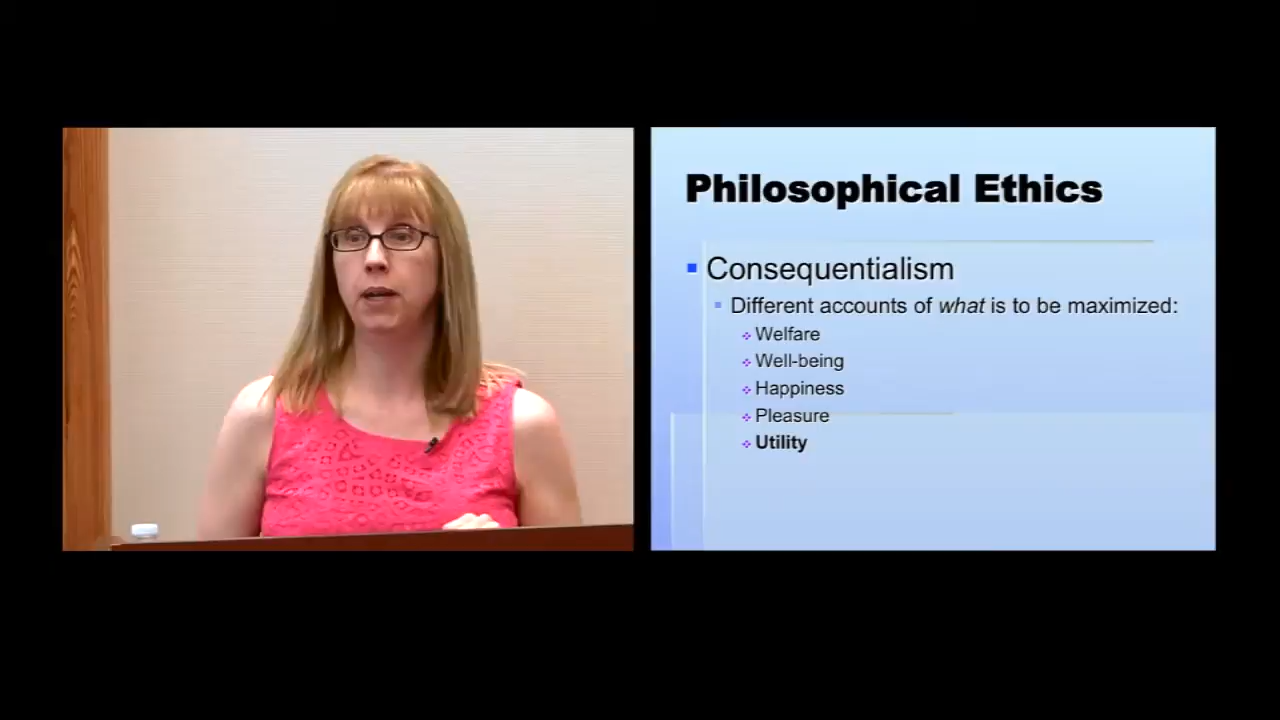 Philosophical Ethics
Consequentialism
Different accounts of what is to be maximized:
Welfare
Well-being
Happiness
Pleasure
Utility